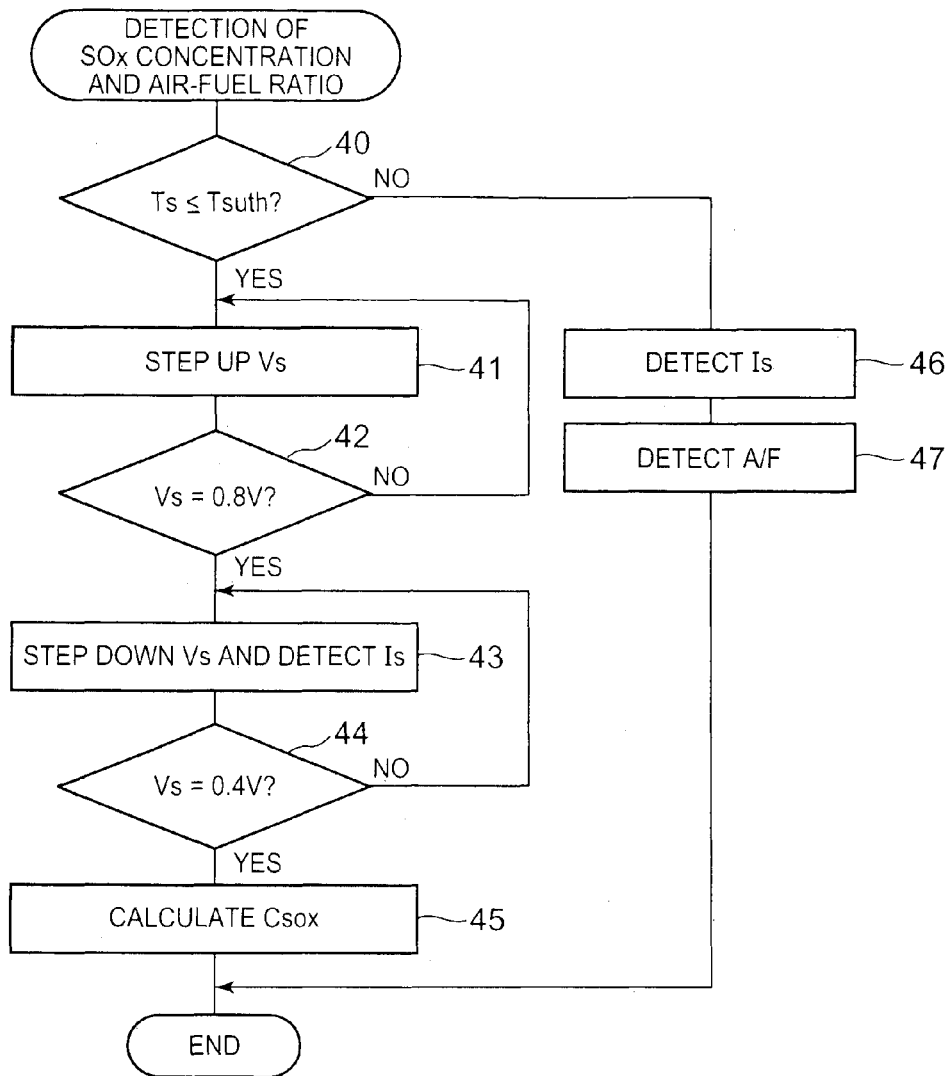 DETECTION OF
SOx CONCENTRATION
AND AIR-FUEL RATIO
40
Ts ≤ Tsuth?
NO
YES
STEP UP Vs
41
DETECT Is
46
42
Vs = 0.8V?
NO
DETECT A/F
47
YES
STEP DOWN Vs AND DETECT Is
43
44
Vs = 0.4V?
NO
YES
CALCULATE Csox
45
END